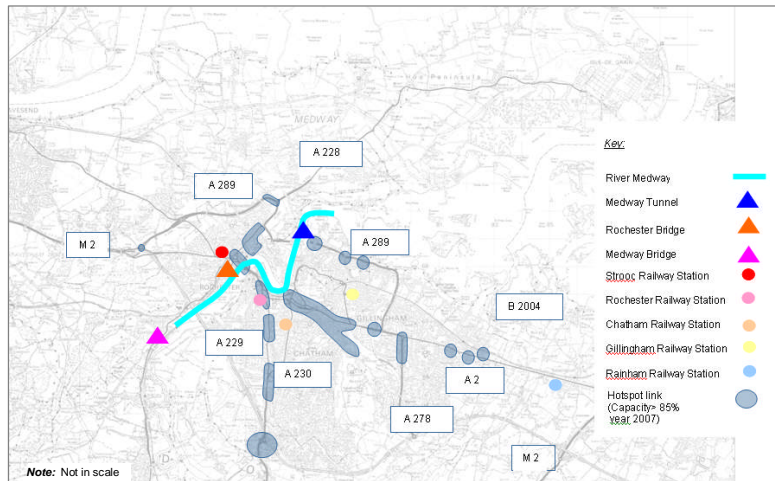 MEDWAY
A 228
A 289
M 2
A 289
B 2004
GILLINGHAM
A 229
CHATHAM
A 230
A 2
A 278
M 2
Note: Not in scale
Key:
River Medway
Medway Tunnel
Rochester Bridge
Medway Bridge
Strooc Railway Station
Rochester Railway Station
Chatham Railway Station
Gillingham Railway Station
Rainham Railway Station
Hotspot link
(Capacity> 85%
year 2007)